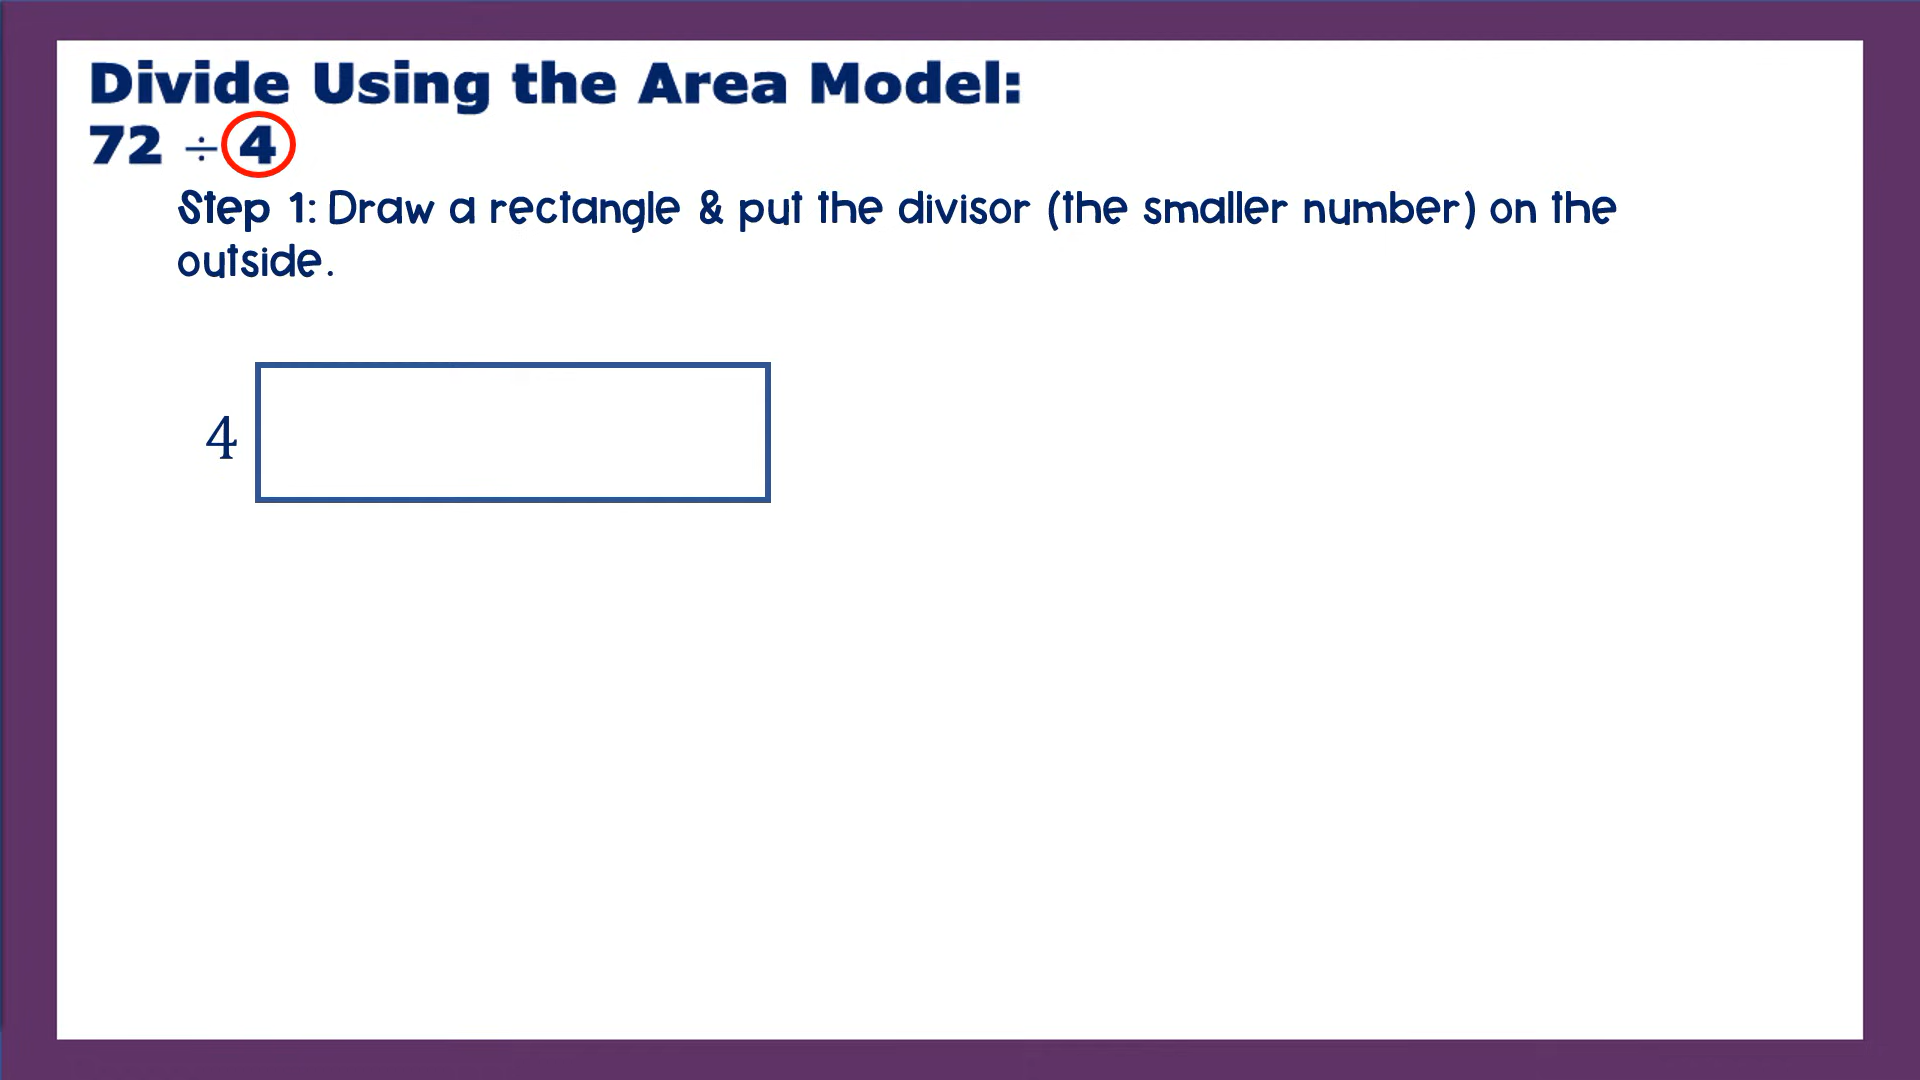 Divide Using the Area Model:
72 ÷ 4
Step 1: Draw a rectangle & put the divisor (the smaller number) on the
outside.
4